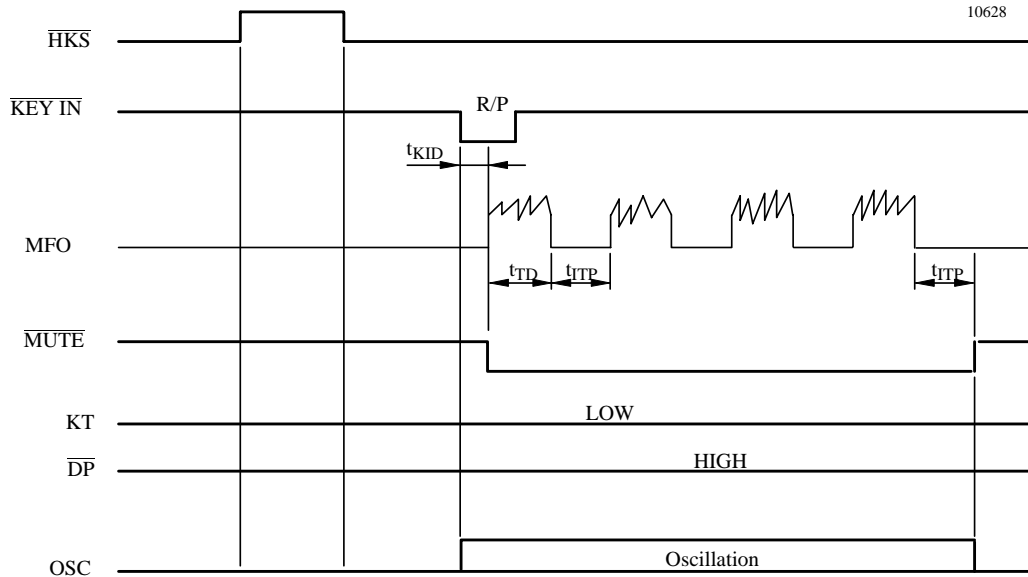 10628
HKS
KEY IN
R/P
tKID
MFO
tTD tITP tITP
MUTE
KT LOW
DP HIGH
OSC Oscillation